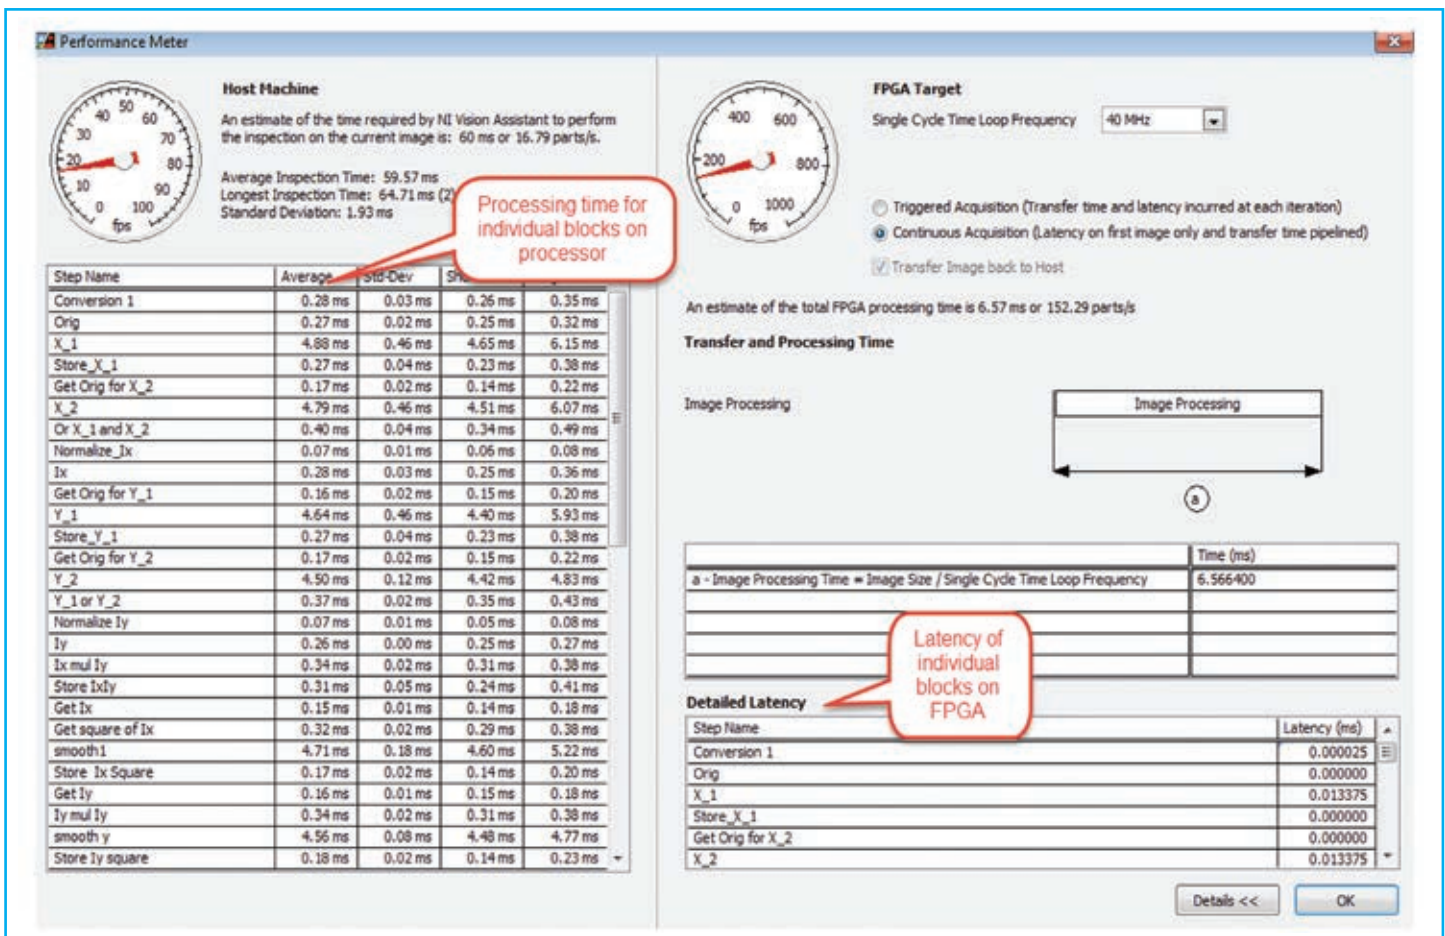 Performance Meter
Host Machine
An estimate of the time required by NI Vision Assistant to perform
the inspection on the current image is: 60 ms or 16.79 parts/s.
Average Inspection Time: 59.57 ms
Longest Inspection Time: 64.71 ms (2)
Standard Deviation: 1.93 ms
0 10 20 30 40 50 60 70 80 90 100
fps
Processing time for
individual blocks on
processor
Step Name Average Std-Dev
Conversion 1 0.28 ms 0.03 ms 0.26 ms 0.35 ms
Orig 0.27 ms 0.02 ms 0.25 ms 0.32 ms
X_1 4.88 ms 0.46 ms 4.65 ms 6.15 ms
Store_X_1 0.27 ms 0.04 ms 0.23 ms 0.38 ms
Get Orig for X_2 0.17 ms 0.02 ms 0.14 ms 0.22 ms
X_2 4.79 ms 0.46 ms 4.51 ms 6.07 ms
Or X_1 and X_2 0.40 ms 0.04 ms 0.34 ms 0.49 ms
Normalize_Ix 0.07 ms 0.01 ms 0.06 ms 0.08 ms
Ix 0.28 ms 0.03 ms 0.25 ms 0.36 ms
Get Orig for Y_1 0.16 ms 0.02 ms 0.15 ms 0.20 ms
Y_1 4.64 ms 0.46 ms 4.40 ms 5.93 ms
Store_Y_1 0.27 ms 0.04 ms 0.23 ms 0.38 ms
Get Orig for Y_2 0.17 ms 0.02 ms 0.15 ms 0.22 ms
Y_2 4.50 ms 0.12 ms 4.42 ms 4.83 ms
Y_1 or Y_2 0.37 ms 0.02 ms 0.35 ms 0.43 ms
Normalize Iy 0.07 ms 0.01 ms 0.05 ms 0.08 ms
Iy 0.26 ms 0.00 ms 0.25 ms 0.27 ms
Ix mul Iy 0.34 ms 0.02 ms 0.31 ms 0.38 ms
Store IxIy 0.31 ms 0.05 ms 0.24 ms 0.41 ms
Get Ix 0.15 ms 0.01 ms 0.14 ms 0.18 ms
Get square of Ix 0.32 ms 0.02 ms 0.29 ms 0.38 ms
smooth1 4.71 ms 0.18 ms 4.60 ms 5.22 ms
Store Ix Square 0.17 ms 0.02 ms 0.14 ms 0.20 ms
Get Iy 0.16 ms 0.01 ms 0.15 ms 0.18 ms
Iy mul Iy 0.34 ms 0.02 ms 0.31 ms 0.38 ms
smooth y 4.56 ms 0.08 ms 4.48 ms 4.77 ms
Store Iy square 0.18 ms 0.02 ms 0.14 ms 0.23 ms
0 200 400 600 800 1000
fps
FPGA Target
Single Cycle Time Loop Frequency 40 MHz
Triggered Acquisition (Transfer time and latency incurred at each iteration)
Continuous Acquisition (Latency on first image only and transfer time pipelined)
Transfer Image back to Host
An estimate of the total FPGA processing time is 6.57 ms or 152.29 parts/s
Transfer and Processing Time
Image Processing Image Processing
a
Time (ms)
a - Image Processing Time = Image Size / Single Cycle Time Loop Frequency 6.566400
Latency of
individual
blocks on
FPGA
Detailed Latency
Step Name Latency (ms)
Conversion 1 0.000025
Orig 0.000000
X_1 0.013375
Store_X_1 0.000000
Get Orig for X_2 0.000000
X_2 0.013375
Details << OK